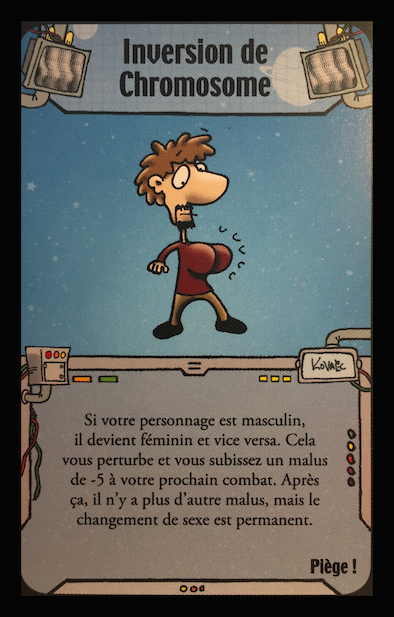 Inversion de
Chromosome
KOVALIC
Si votre personnage est masculin,
il devient féminin et vice versa. Cela
vous perturbe et vous subissez un malus
de -5 à votre prochain combat. Après
ça, il n'y a plus d'autre malus, mais le
changement de sexe est permanent.
Piège !